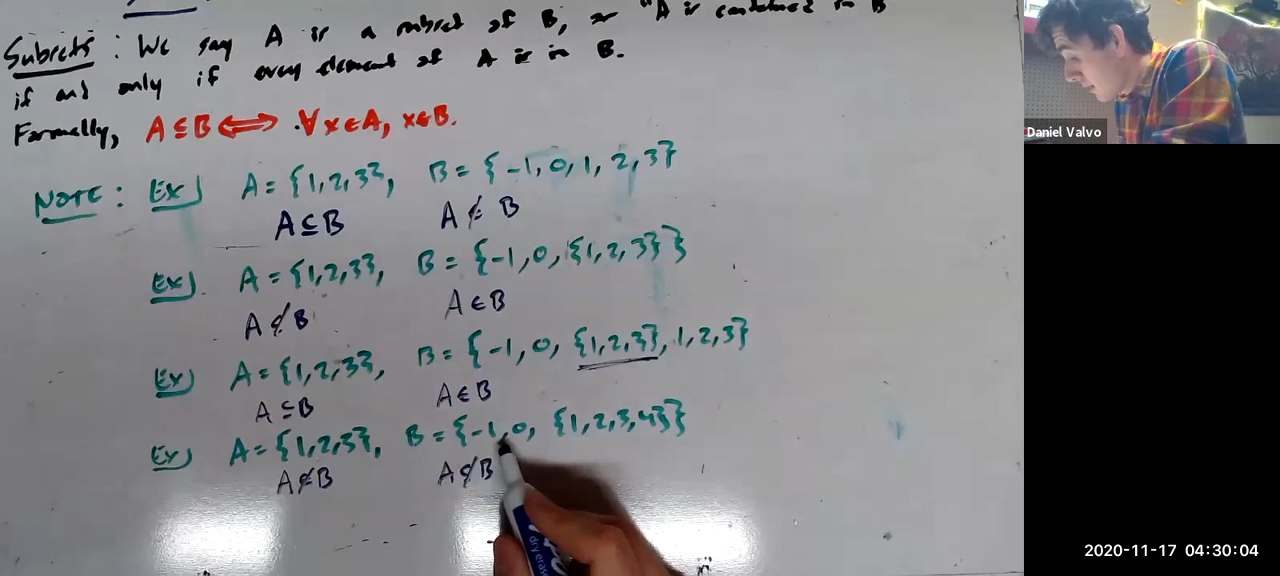 Subsets: We say A is a subset of B, or "A is contained in B
if and only if every element of A is in B.
Formally, A ⊆ B ⟺ ∀x∈A, x∈B.
NOTE: Ex) A = {1,2,3}, B = {-1, 0, 1, 2, 3}
A ⊆ B A ∉ B
Ex) A = {1,2,3}, B = {-1, 0, {1,2,3}}
A ⊈ B A ∈ B
Ex) A = {1,2,3}, B = {-1, 0, {1,2,3}, 1, 2, 3}
A ⊆ B A ∈ B
Ex) A = {1,2,3}, B = {-1, 0, {1,2,3,4}}
A ⊈ B A ∉ B
Daniel Valvo
dry erase
2020-11-17 04:30:04